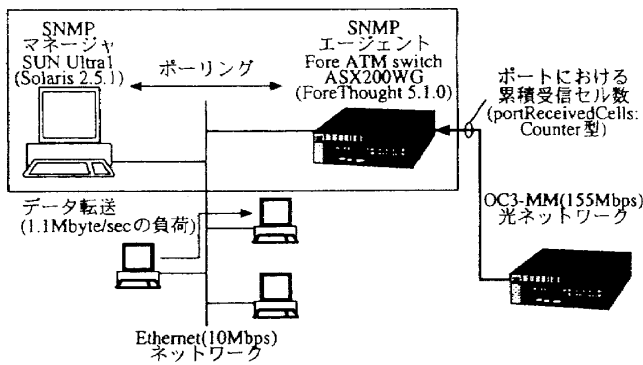 SNMP
マネージャ
SUN Ultra1
(Solaris 2.5.1)
ポーリング
SNMP
エージェント
Fore ATM switch
ASX200WG
(ForeThought 5.1.0)
ポートにおける
累積受信セル数
(portReceivedCells:
Counter型)
データ転送
(1.1Mbyte/secの負荷)
OC3-MM(155Mbps)
光ネットワーク
Ethernet(10Mbps)
ネットワーク